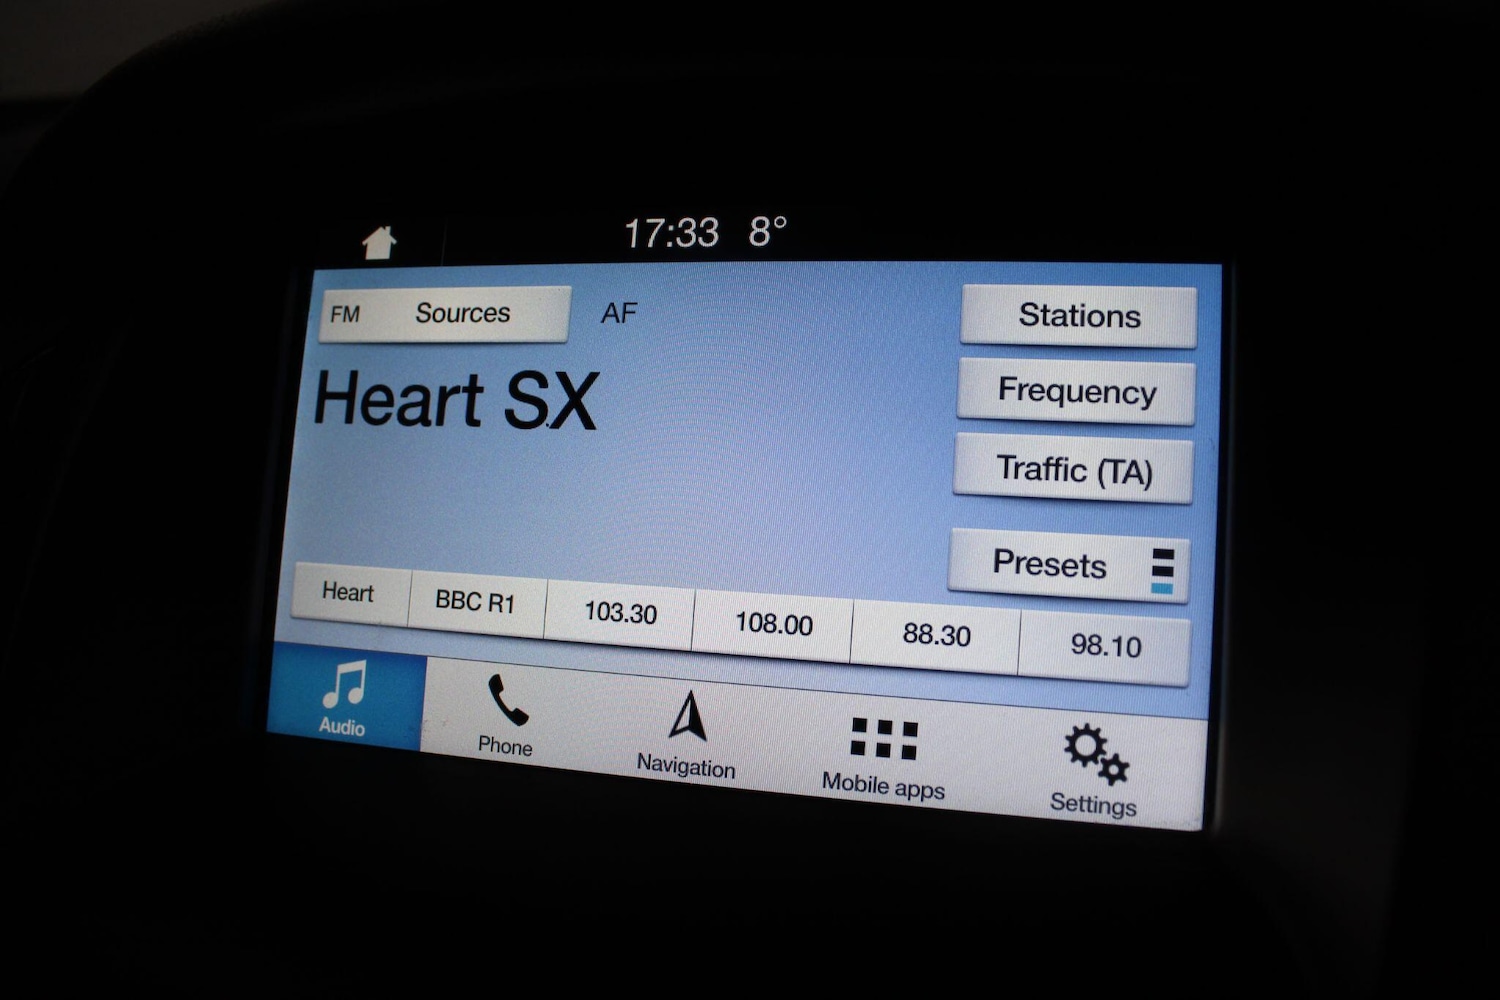 17:33 8°
FM Sources AF
Stations
Heart SX
Frequency
Traffic (TA)
Presets
Heart BBC R1 103.30 108.00 88.30 98.10
Audio Phone Navigation Mobile apps Settings